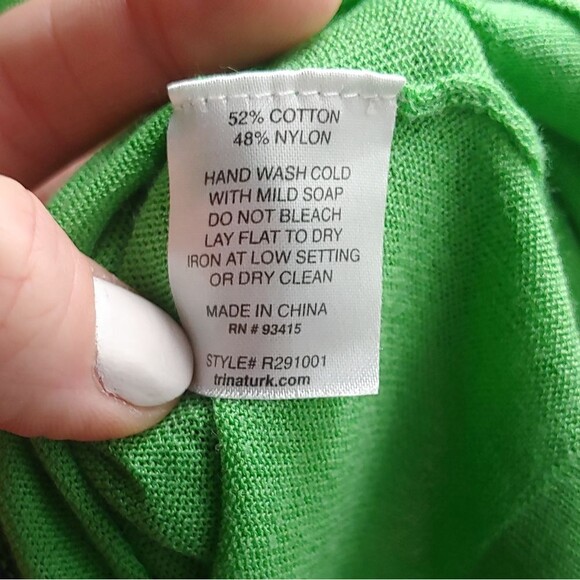 52% COTTON
48% NYLON
HAND WASH COLD
WITH MILD SOAP
DO NOT BLEACH
LAY FLAT TO DRY
IRON AT LOW SETTING
OR DRY CLEAN
MADE IN CHINA
RN # 93415
STYLE# R291001
trinaturk.com